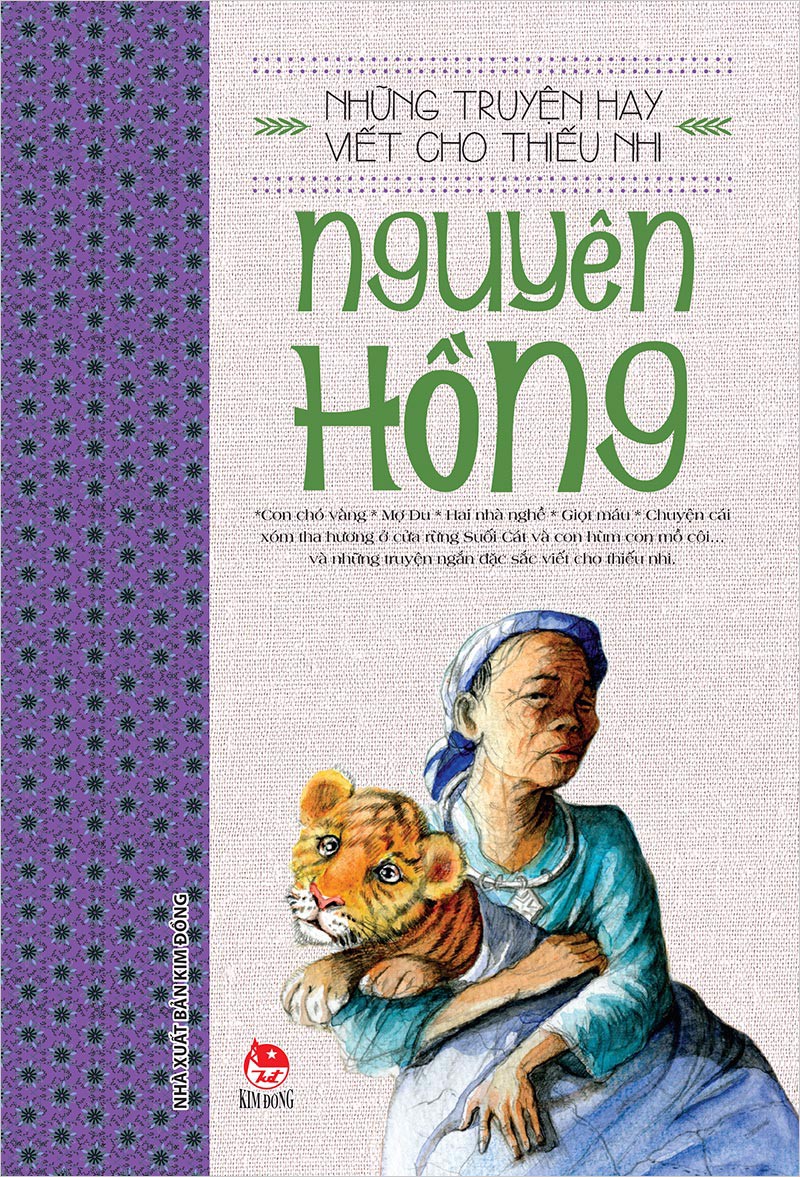 NHỮNG TRUYỆN HAY
VIẾT CHO THIẾU NHI
NGUYÊN
HỒNG
*Con chó vàng * Mợ Du * Hai nhà nghề * Giọt máu * Chuyện cái
xóm tha hương ở cửa rừng Suối Cát và con hùm con mồ côi...
và những truyện ngắn đặc sắc viết cho thiếu nhi.
NHÀ XUẤT BẢN KIM ĐỒNG
KIM ĐỒNG